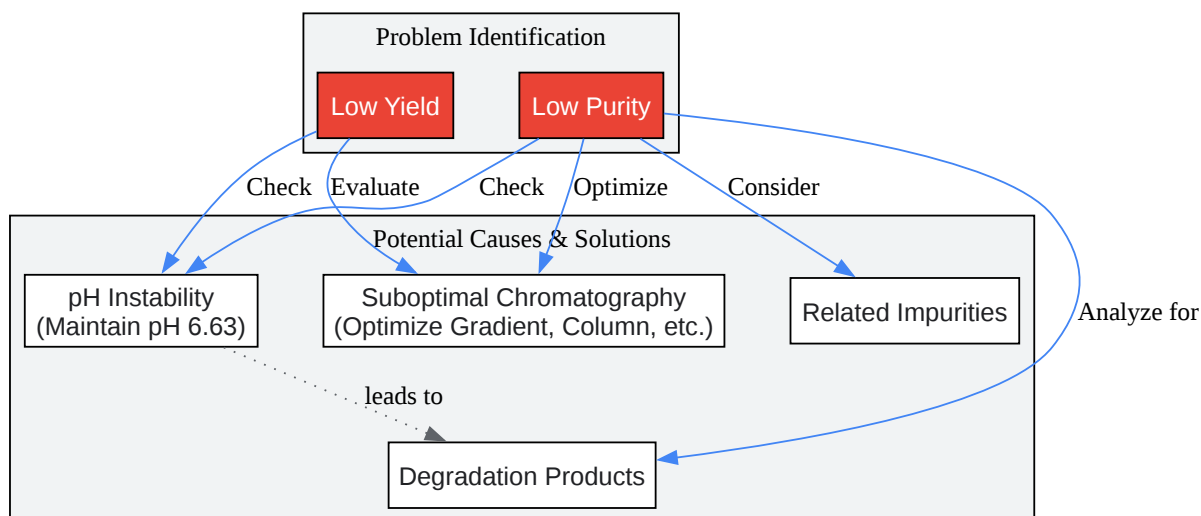 Problem Identification
Low Yield
Low Purity
Check
Evaluate
Check
Optimize
Consider
Potential Causes & Solutions
pH Instability
(Maintain pH 6.63)
Suboptimal Chromatography
(Optimize Gradient, Column, etc.)
Related Impurities
Analyze for
leads to
Degradation Products